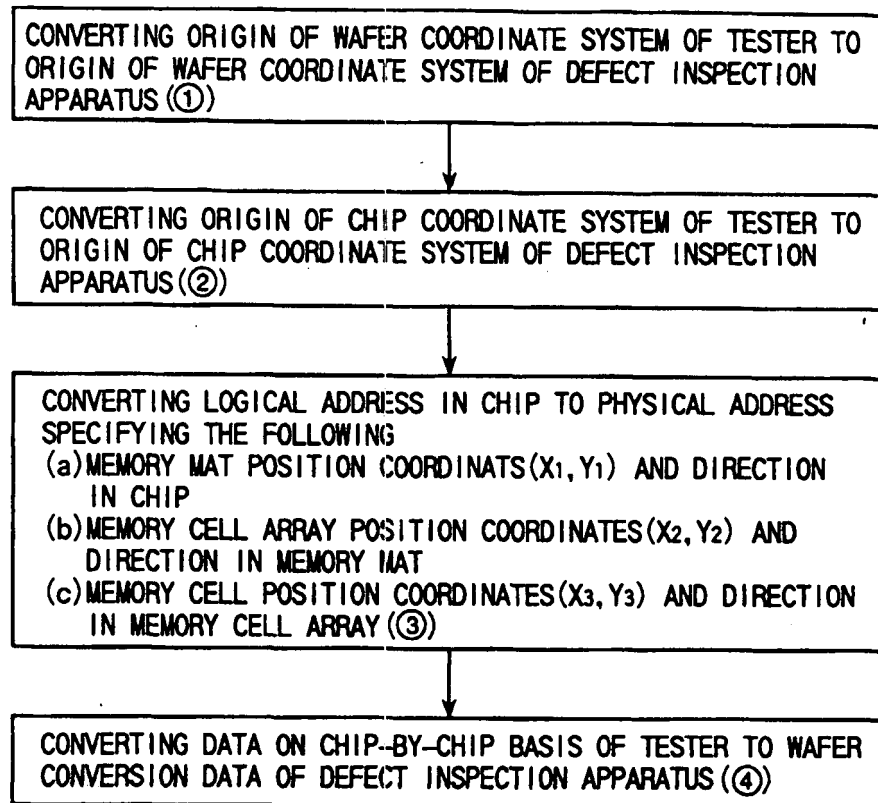 CONVERTING ORIGIN OF WAFER COORDINATE SYSTEM OF TESTER TO
ORIGIN OF WAFER COORDINATE SYSTEM OF DEFECT INSPECTION
APPARATUS(①)
CONVERTING ORIGIN OF CHIP COORDINATE SYSTEM OF TESTER TO
ORIGIN OF CHIP COORDINATE SYSTEM OF DEFECT INSPECTION
APPARATUS(②)
CONVERTING LOGICAL ADDRESS IN CHIP TO PHYSICAL ADDRESS
SPECIFYING THE FOLLOWING
(a)MEMORY MAT POSITION COORDINATS(X1,Y1) AND DIRECTION
IN CHIP
(b)MEMORY CELL ARRAY POSITION COORDINATES(X2,Y2) AND
DIRECTION IN MEMORY MAT
(c)MEMORY CELL POSITION COORDINATES(X3,Y3) AND DIRECTION
IN MEMORY CELL ARRAY(③)
CONVERTING DATA ON CHIP-BY-CHIP BASIS OF TESTER TO WAFER
CONVERSION DATA OF DEFECT INSPECTION APPARATUS(④)